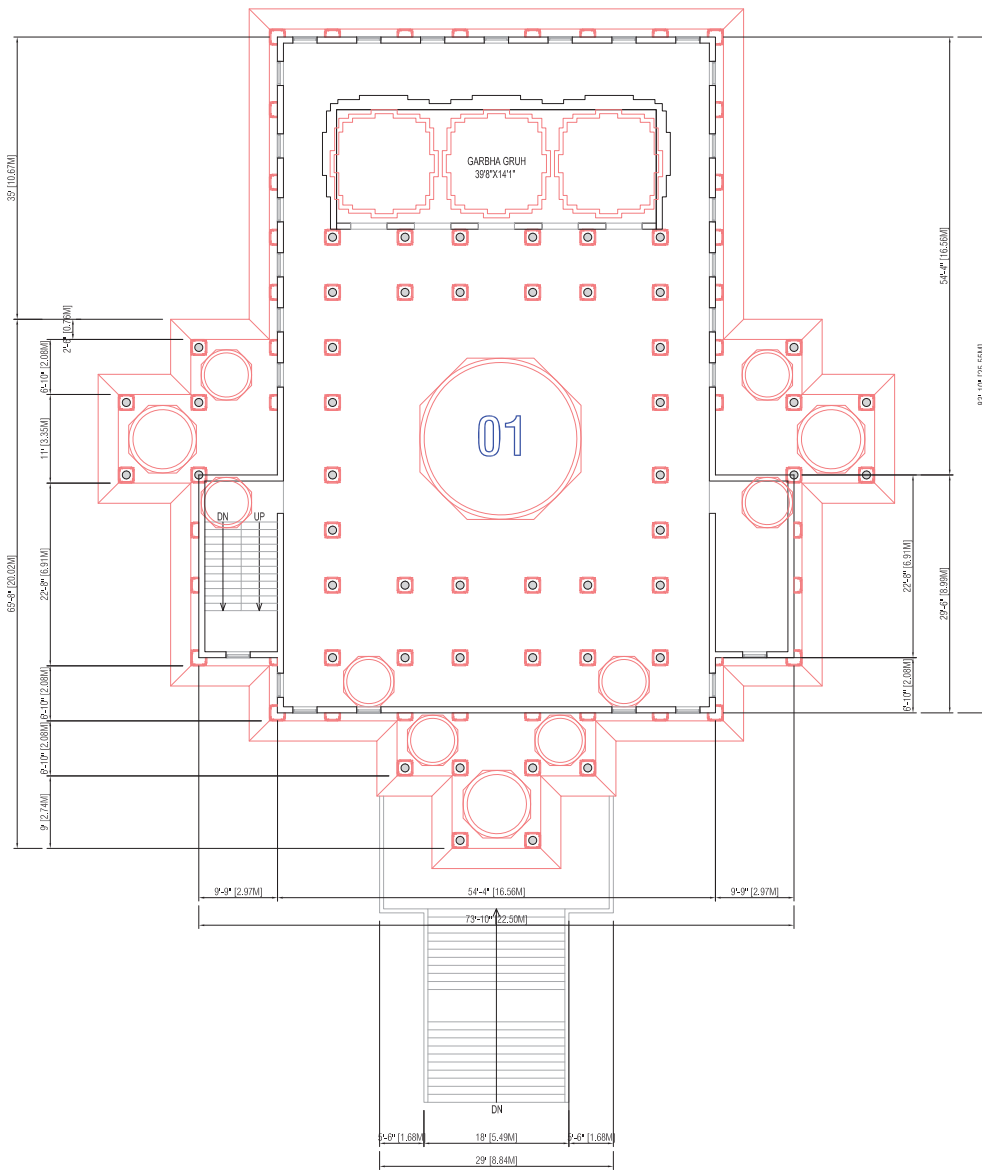 GARBHA GRUH
39'8"X14'1"
01
DN
UP
35' [10.67M]
2'-6" [0.76M]
6'-10" [2.08M]
11' [3.35M]
22'-8" [6.91M]
65'-8" [20.02M]
6'-10" [2.08M]
6'-10" [2.08M]
9' [2.74M]
54'-4" [16.56M]
22'-8" [6.91M]
29'-6" [8.99M]
6'-10" [2.08M]
9'-9" [2.97M]
54'-4" [16.56M]
9'-9" [2.97M]
73'-10" [22.50M]
DN
5'-6" [1.68M]
18' [5.49M]
5'-6" [1.68M]
29' [8.84M]